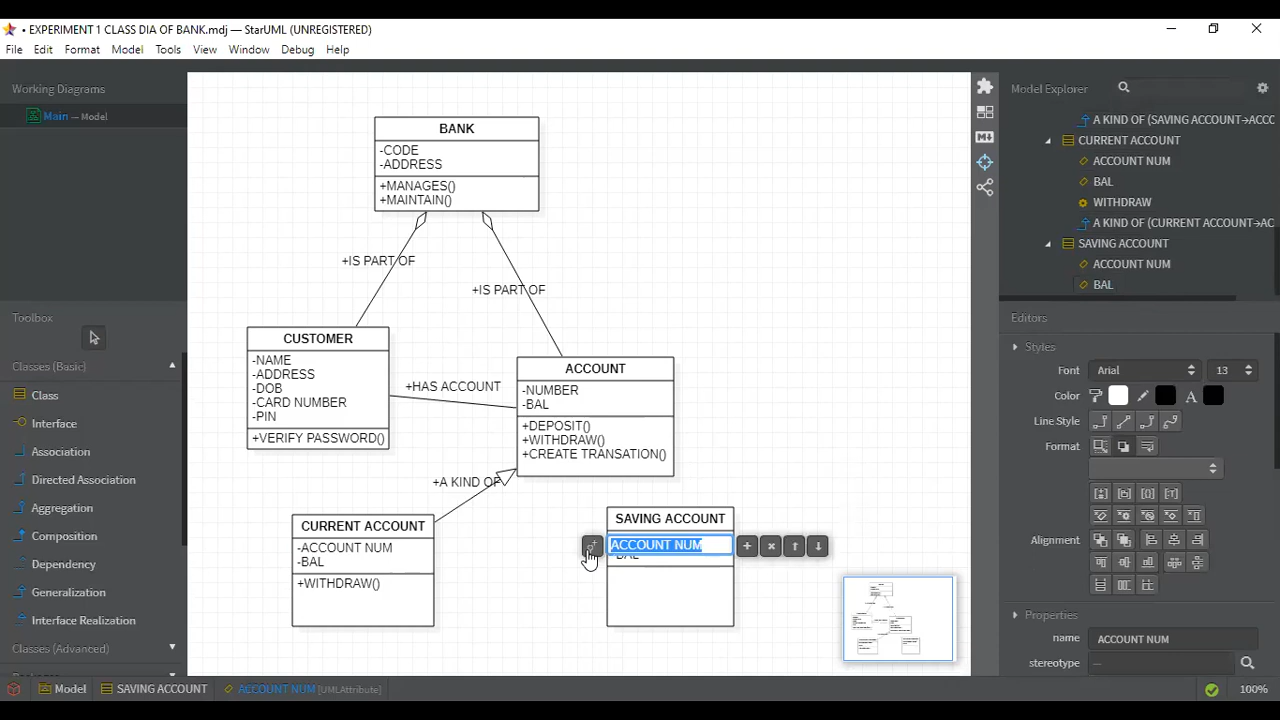 • EXPERIMENT 1 CLASS DIA OF BANK.mdj — StarUML (UNREGISTERED)
File Edit Format Model Tools View Window Debug Help
Working Diagrams
Main — Model
Toolbox
Classes (Basic)
Class
Interface
Association
Directed Association
Aggregation
Composition
Dependency
Generalization
Interface Realization
Classes (Advanced)
BANK
-CODE
-ADDRESS
+MANAGES()
+MAINTAIN()
+IS PART OF
+IS PART OF
CUSTOMER
-NAME
-ADDRESS
-DOB
-CARD NUMBER
-PIN
+VERIFY PASSWORD()
+HAS ACCOUNT
ACCOUNT
-NUMBER
-BAL
+DEPOSIT()
+WITHDRAW()
+CREATE TRANSATION()
+A KIND OF
CURRENT ACCOUNT
-ACCOUNT NUM
-BAL
+WITHDRAW()
SAVING ACCOUNT
ACCOUNT NUM
-BAL
Model Explorer
A KIND OF (SAVING ACCOUNT→ACCO
CURRENT ACCOUNT
ACCOUNT NUM
BAL
WITHDRAW
A KIND OF (CURRENT ACCOUNT→AC
SAVING ACCOUNT
ACCOUNT NUM
BAL
Editors
Styles
Font Arial 13
Color
Line Style
Format
Alignment
Properties
name ACCOUNT NUM
stereotype —
Model SAVING ACCOUNT ACCOUNT NUM [UMLAttribute] 100%